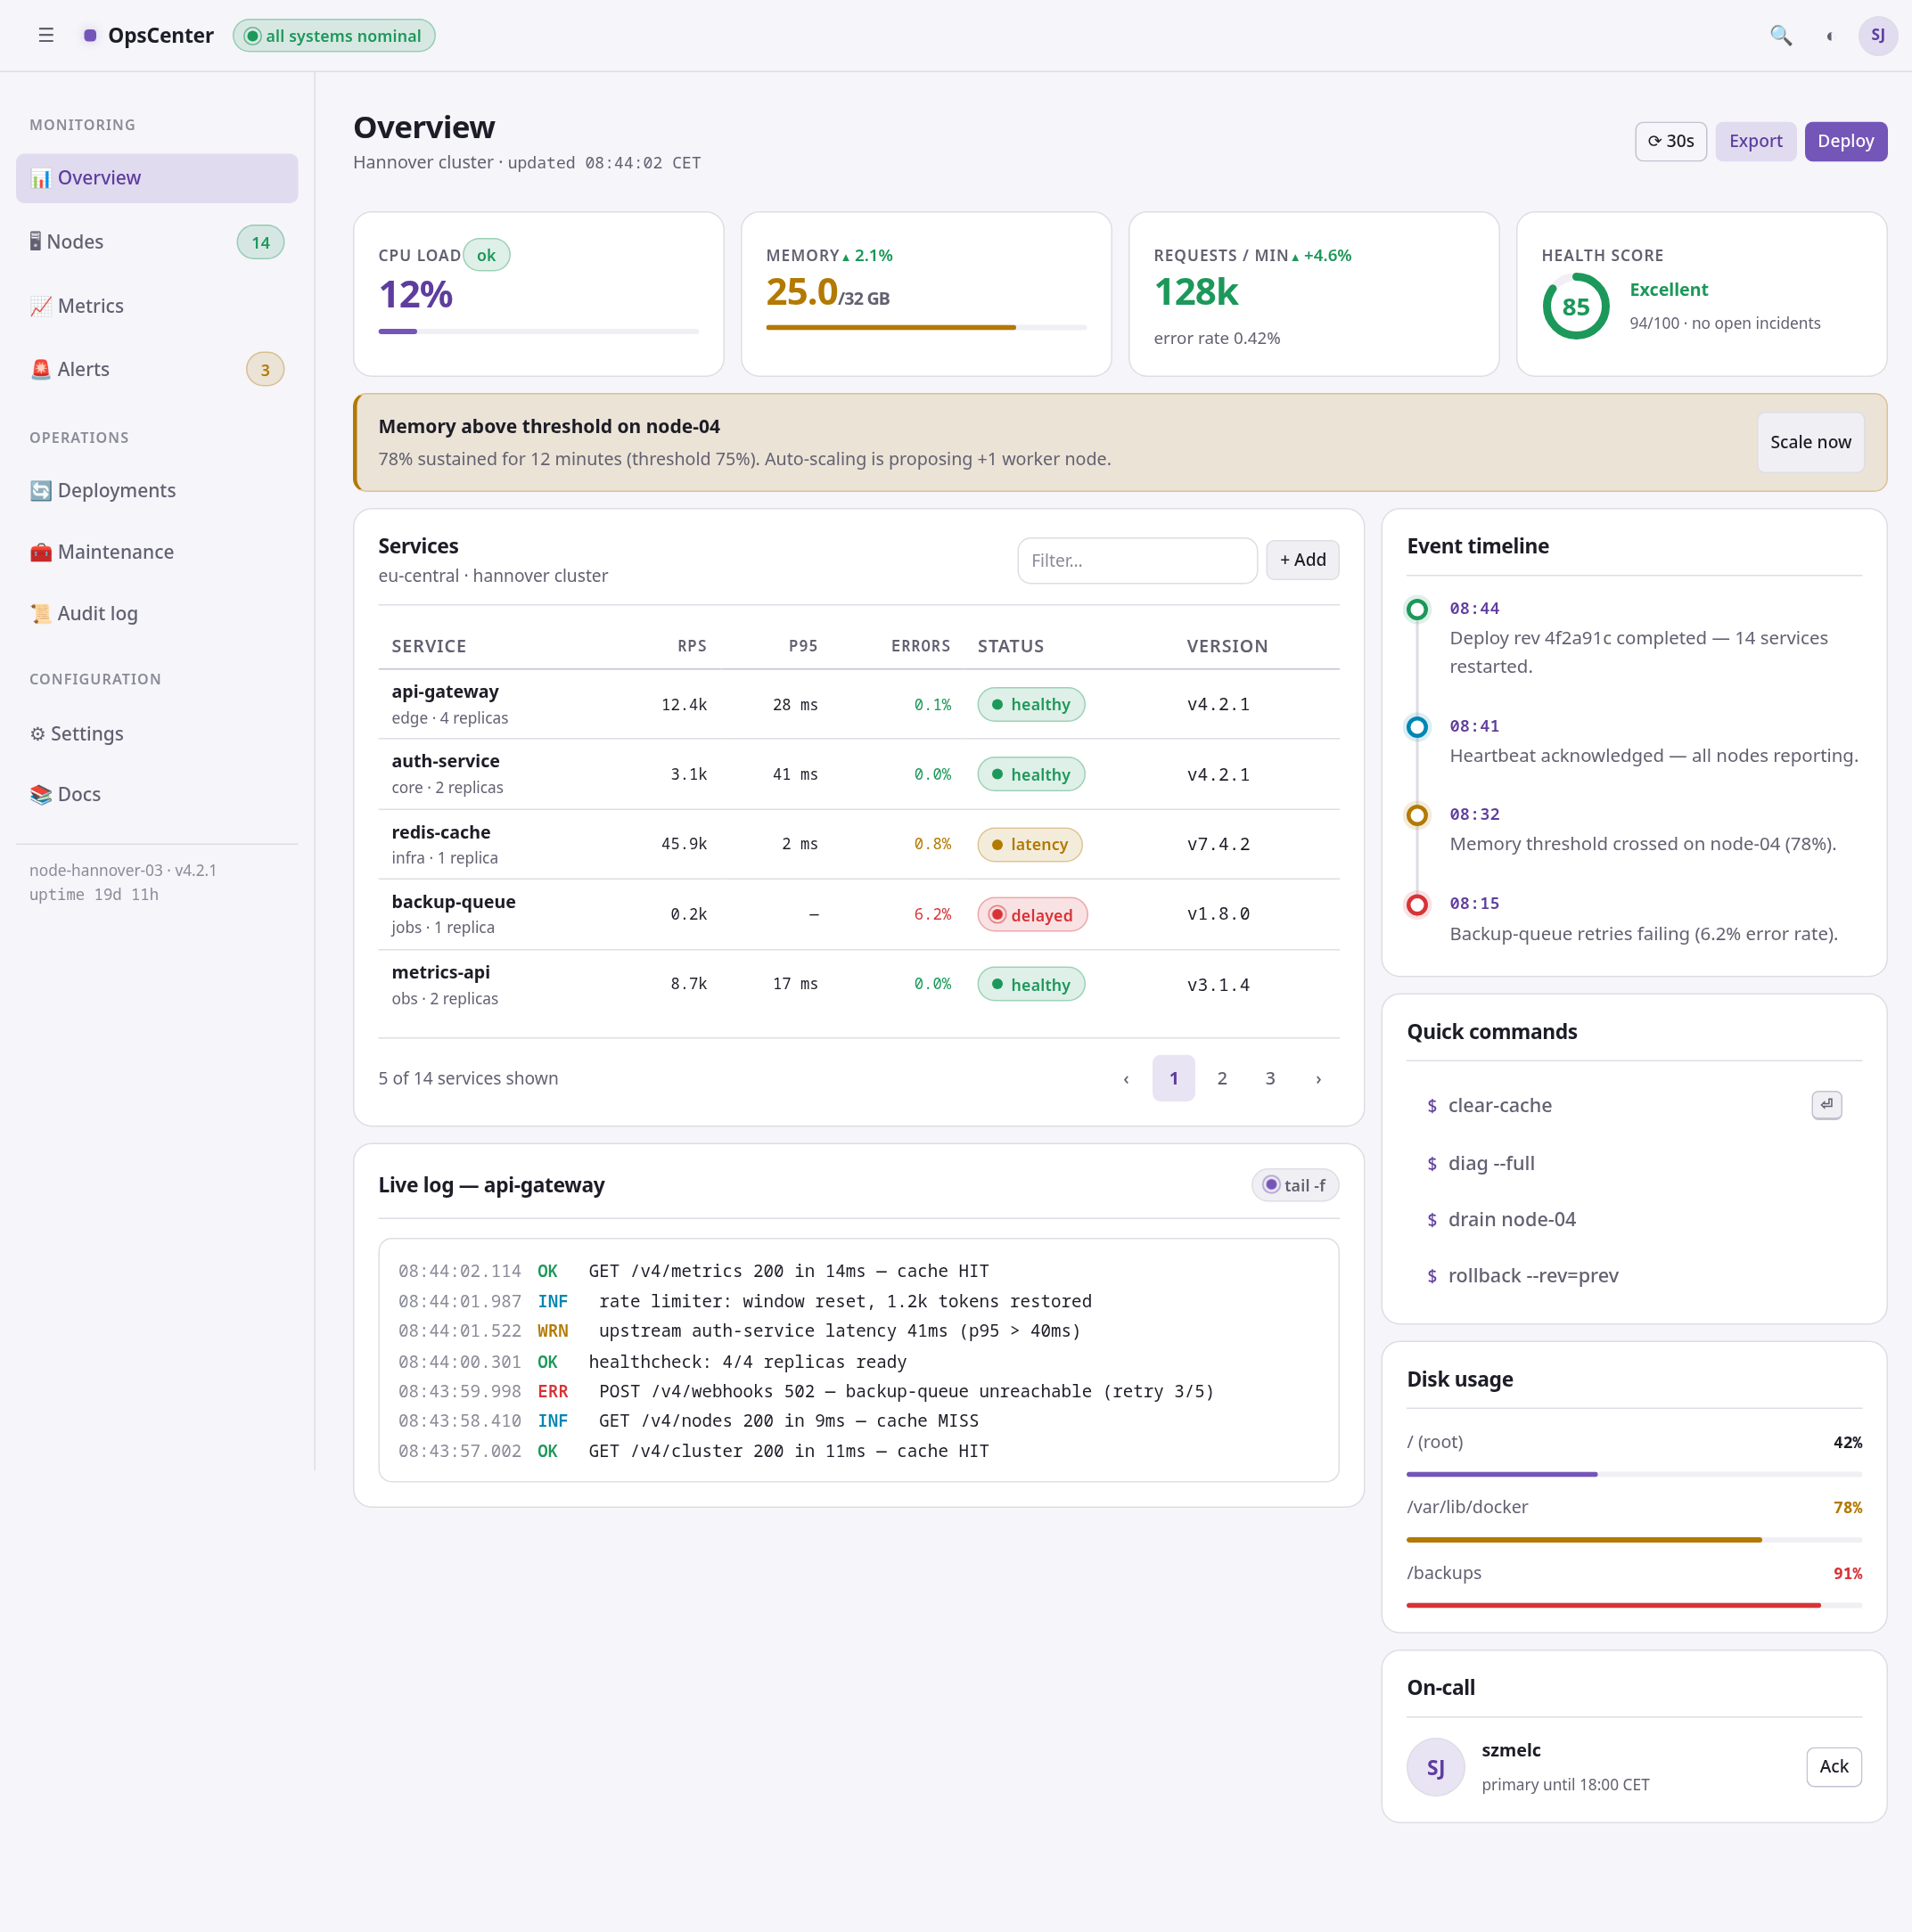 ☰ OpsCenter all systems nominal SJ
MONITORING
Overview
Nodes 14
Metrics
Alerts 3
OPERATIONS
Deployments
Maintenance
Audit log
CONFIGURATION
Settings
Docs
node-hannover-03 · v4.2.1
uptime 19d 11h
Overview
Hannover cluster · updated 08:44:02 CET
⟳ 30s Export Deploy
CPU LOAD ok
12%
MEMORY ▲ 2.1%
25.0/32 GB
REQUESTS / MIN ▲ +4.6%
128k
error rate 0.42%
HEALTH SCORE
85
Excellent
94/100 · no open incidents
Memory above threshold on node-04
78% sustained for 12 minutes (threshold 75%). Auto-scaling is proposing +1 worker node.
Scale now
Services
eu-central · hannover cluster
Filter... + Add
SERVICE RPS P95 ERRORS STATUS VERSION
api-gateway
edge · 4 replicas
12.4k 28 ms 0.1% healthy v4.2.1
auth-service
core · 2 replicas
3.1k 41 ms 0.0% healthy v4.2.1
redis-cache
infra · 1 replica
45.9k 2 ms 0.8% latency v7.4.2
backup-queue
jobs · 1 replica
0.2k — 6.2% delayed v1.8.0
metrics-api
obs · 2 replicas
8.7k 17 ms 0.0% healthy v3.1.4
5 of 14 services shown
‹ 1 2 3 ›
Live log — api-gateway
tail -f
08:44:02.114 OK GET /v4/metrics 200 in 14ms — cache HIT
08:44:01.987 INF rate limiter: window reset, 1.2k tokens restored
08:44:01.522 WRN upstream auth-service latency 41ms (p95 > 40ms)
08:44:00.301 OK healthcheck: 4/4 replicas ready
08:43:59.998 ERR POST /v4/webhooks 502 — backup-queue unreachable (retry 3/5)
08:43:58.410 INF GET /v4/nodes 200 in 9ms — cache MISS
08:43:57.002 OK GET /v4/cluster 200 in 11ms — cache HIT
Event timeline
08:44
Deploy rev 4f2a91c completed — 14 services
restarted.
08:41
Heartbeat acknowledged — all nodes reporting.
08:32
Memory threshold crossed on node-04 (78%).
08:15
Backup-queue retries failing (6.2% error rate).
Quick commands
$ clear-cache ⏎
$ diag --full
$ drain node-04
$ rollback --rev=prev
Disk usage
/ (root) 42%
/var/lib/docker 78%
/backups 91%
On-call
SJ
szmelc
primary until 18:00 CET
Ack